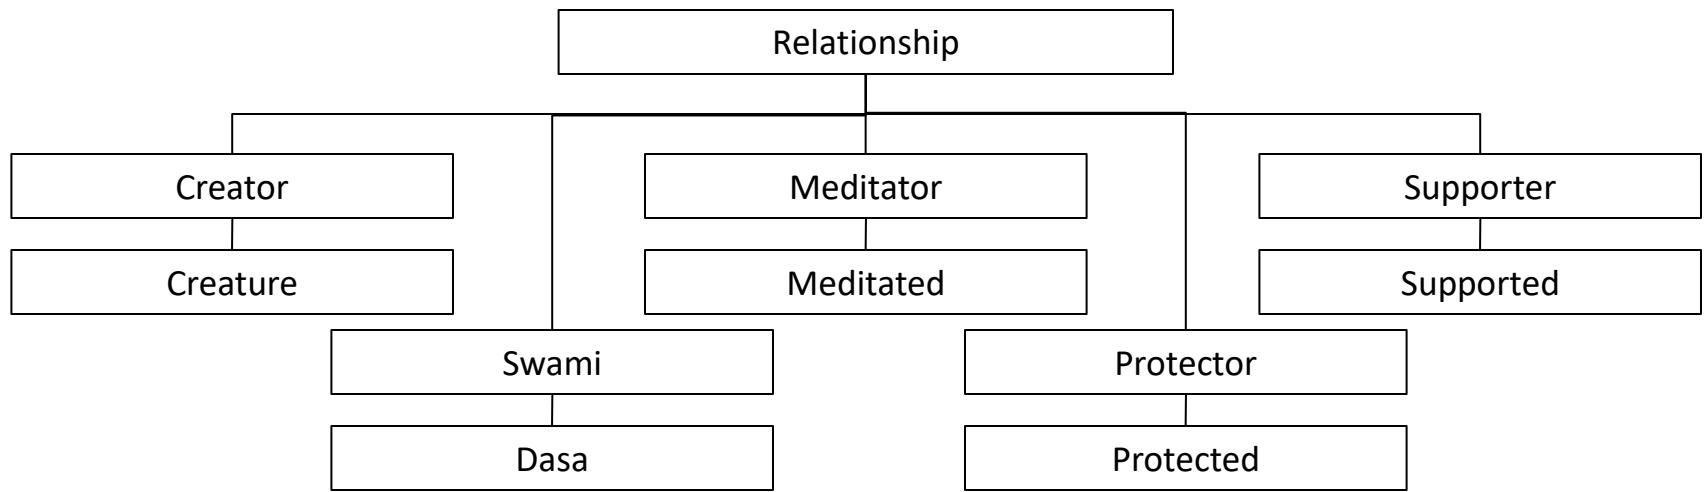 Relationship
Creator
Meditator
Supporter
Creature
Meditated
Supported
Swami
Protector
Dasa
Protected